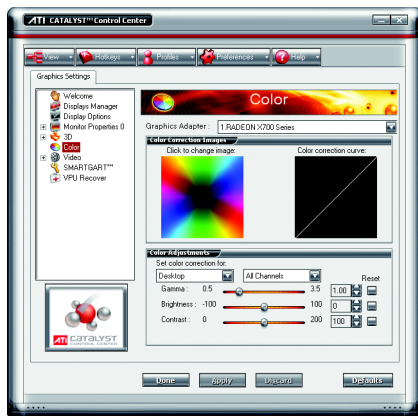 ATI CATALYST™ Control Center
View Hotkeys Profiles Preferences Help
Graphics Settings
Welcome
Displays Manager
Display Options
Monitor Properties 0
3D
Color
Video
SMARTGART™
VPU Recover
Color
Graphics Adapter : 1.RADEON X700 Series
Color Correction Images
Click to change image: Color correction curve:
Color Adjustments
Set color correction for:
Desktop All Channels Reset
Gamma : 0.5 3.5 1.00
Brightness : -100 100 0
Contrast : 0 200 100
ATI CATALYST
CONTROL CENTER
Done Apply Discard Defaults